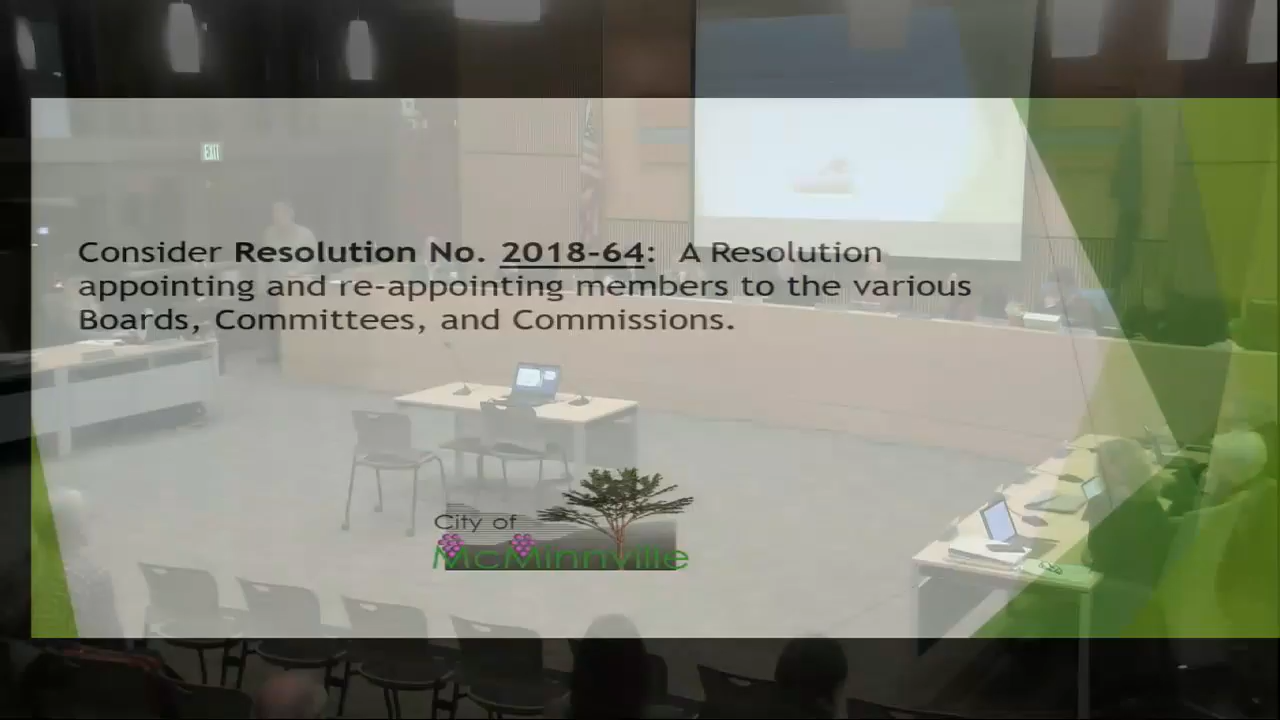 EXIT
Consider Resolution No. 2018-64: A Resolution
appointing and re-appointing members to the various
Boards, Committees, and Commissions.
City of
McMinnville